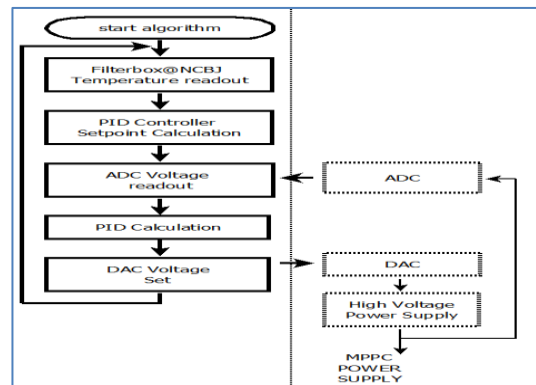 start algorithm
Filterbox@NCBJ
Temperature readout
PID Controller
Setpoint Calculation
ADC Voltage
readout
ADC
PID Calculation
DAC Voltage
Set
DAC
High Voltage
Power Supply
MPPC
POWER
SUPPLY